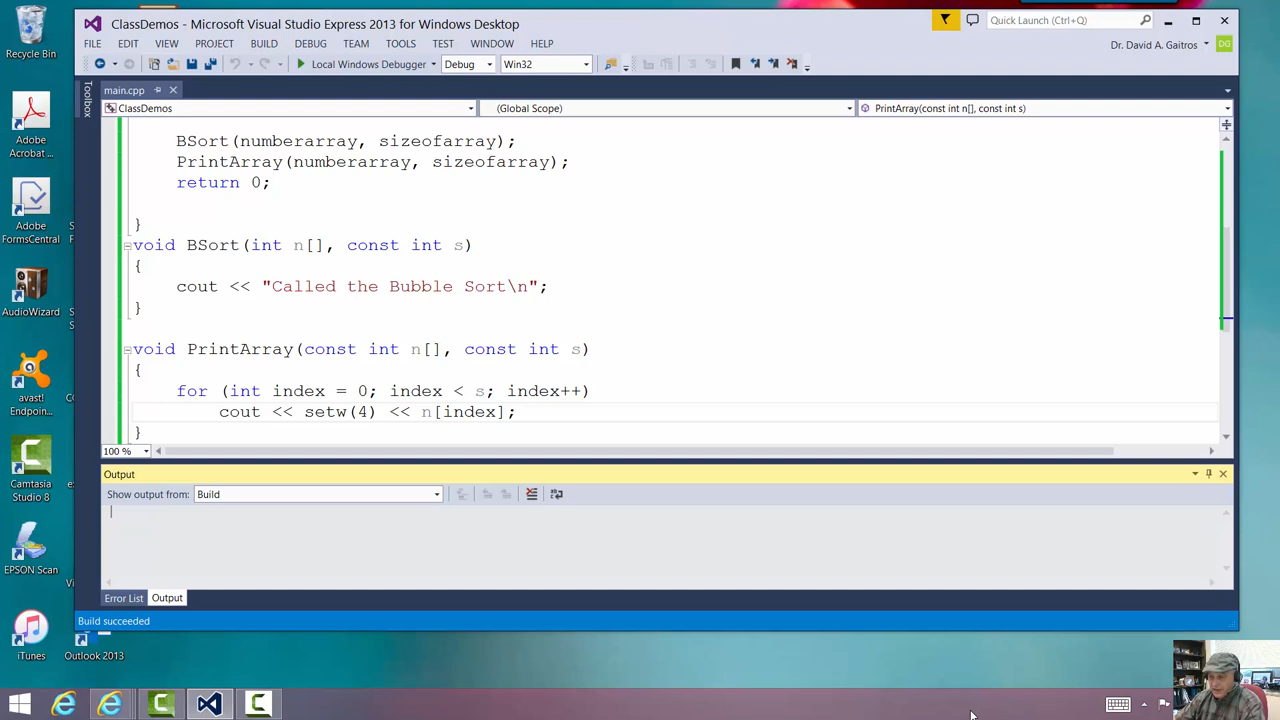 Recycle Bin
Adobe
Acrobat ...
Adobe
FormsCentral
AudioWizard
avast!
Endpoin...
Camtasia
Studio 8
EPSON Scan
iTunes
Outlook 2013
ClassDemos - Microsoft Visual Studio Express 2013 for Windows Desktop
Quick Launch (Ctrl+Q)
FILE EDIT VIEW PROJECT BUILD DEBUG TEAM TOOLS TEST WINDOW HELP
Dr. David A. Gaitros DG
Local Windows Debugger Debug Win32
Toolbox
main.cpp
ClassDemos (Global Scope) PrintArray(const int n[], const int s)
BSort(numberarray, sizeofarray);
PrintArray(numberarray, sizeofarray);
return 0;
}
void BSort(int n[], const int s)
{
cout << "Called the Bubble Sort\n";
}
void PrintArray(const int n[], const int s)
{
for (int index = 0; index < s; index++)
cout << setw(4) << n[index];
}
100 %
Output
Show output from: Build
Error List Output
Build succeeded